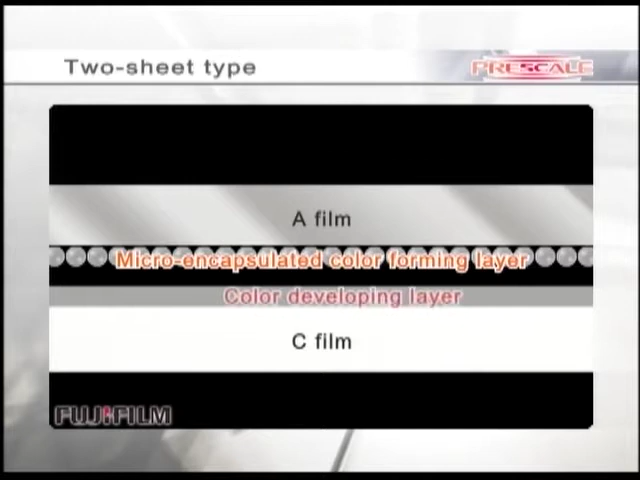 Two-sheet type
PRESCALE
A film
Micro-encapsulated color forming layer
Color developing layer
C film
FUJIFILM